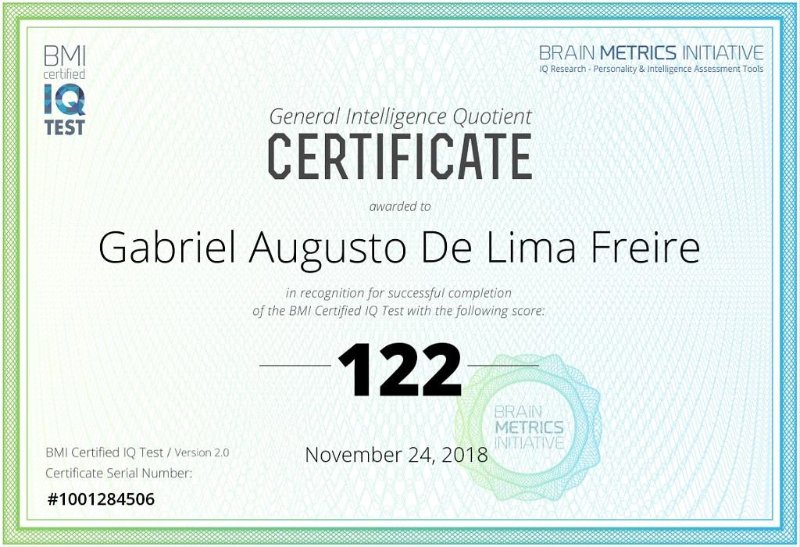 BMI
certified
IQ
TEST
BRAIN METRICS INITIATIVE
IQ Research - Personality & Intelligence Assessment Tools
General Intelligence Quotient
CERTIFICATE
awarded to
Gabriel Augusto De Lima Freire
in recognition for successful completion
of the BMI Certified IQ Test with the following score:
122
BRAIN
METRICS
INITIATIVE
November 24, 2018
BMI Certified IQ Test / Version 2.0
Certificate Serial Number:
#1001284506